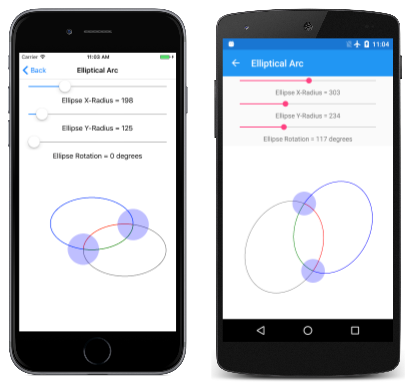 Carrier 11:03 AM
Back Elliptical Arc
Ellipse X-Radius = 198
Ellipse Y-Radius = 125
Ellipse Rotation = 0 degrees
11:04
Elliptical Arc
Ellipse X-Radius = 303
Ellipse Y-Radius = 234
Ellipse Rotation = 117 degrees